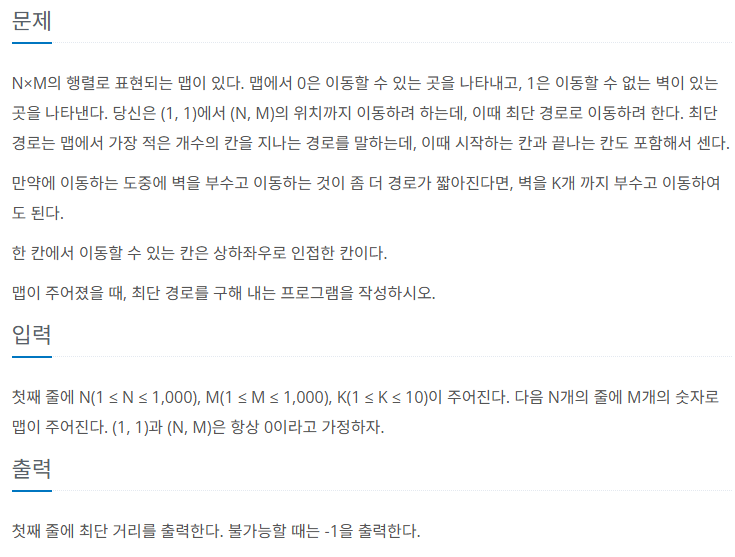 문제
N×M의 행렬로 표현되는 맵이 있다. 맵에서 0은 이동할 수 있는 곳을 나타내고, 1은 이동할 수 없는 벽이 있는
곳을 나타낸다. 당신은 (1, 1)에서 (N, M)의 위치까지 이동하려 하는데, 이때 최단 경로로 이동하려 한다. 최단
경로는 맵에서 가장 적은 개수의 칸을 지나는 경로를 말하는데, 이때 시작하는 칸과 끝나는 칸도 포함해서 센다.
만약에 이동하는 도중에 벽을 부수고 이동하는 것이 좀 더 경로가 짧아진다면, 벽을 K개 까지 부수고 이동하여
도 된다.
한 칸에서 이동할 수 있는 칸은 상하좌우로 인접한 칸이다.
맵이 주어졌을 때, 최단 경로를 구해 내는 프로그램을 작성하시오.
입력
첫째 줄에 N(1 ≤ N ≤ 1,000), M(1 ≤ M ≤ 1,000), K(1 ≤ K ≤ 10)이 주어진다. 다음 N개의 줄에 M개의 숫자로
맵이 주어진다. (1, 1)과 (N, M)은 항상 0이라고 가정하자.
출력
첫째 줄에 최단 거리를 출력한다. 불가능할 때는 -1을 출력한다.